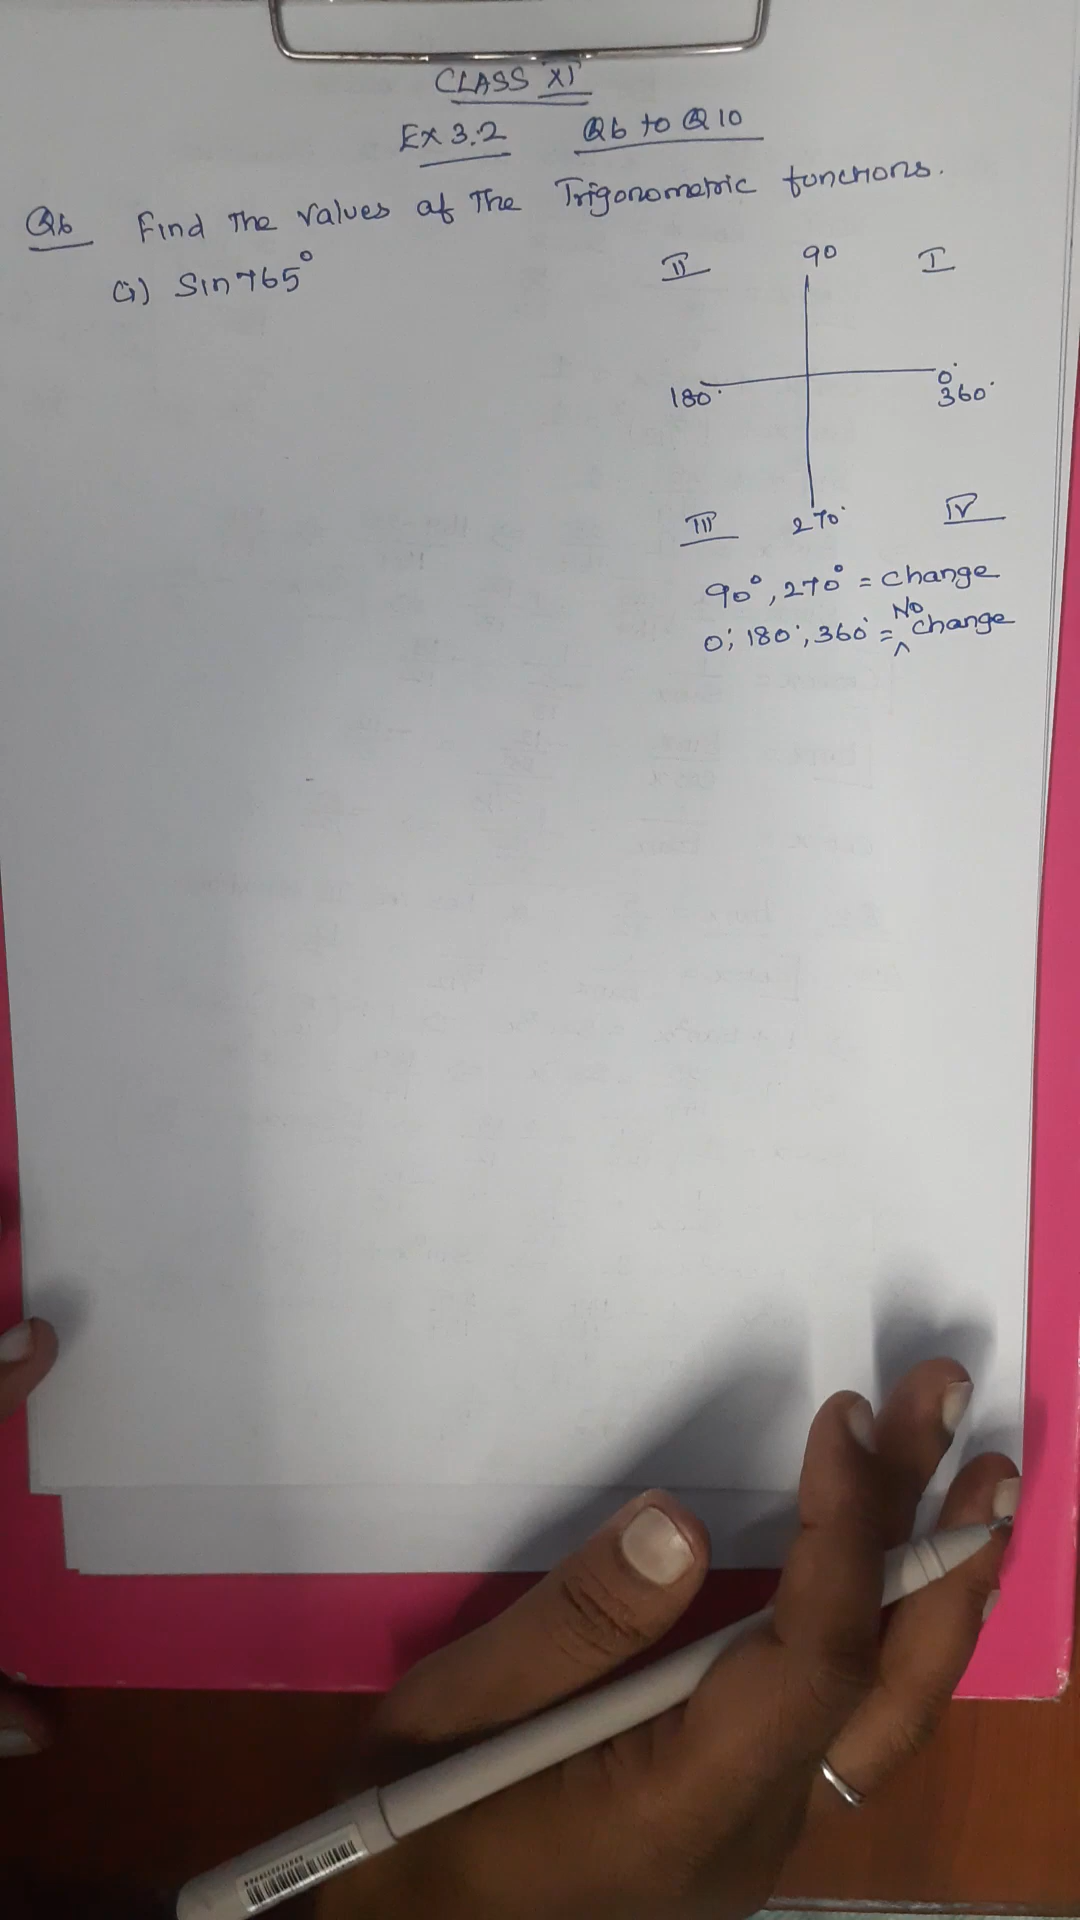 CLASS XI
Ex 3.2 Q6 to Q10
Q6 Find The values of The Trigonometric functions.
(i) Sin 765°
II 90 I
180° 0°
360°
III 270° IV
90°, 270° = change
0°, 180°, 360° = No change